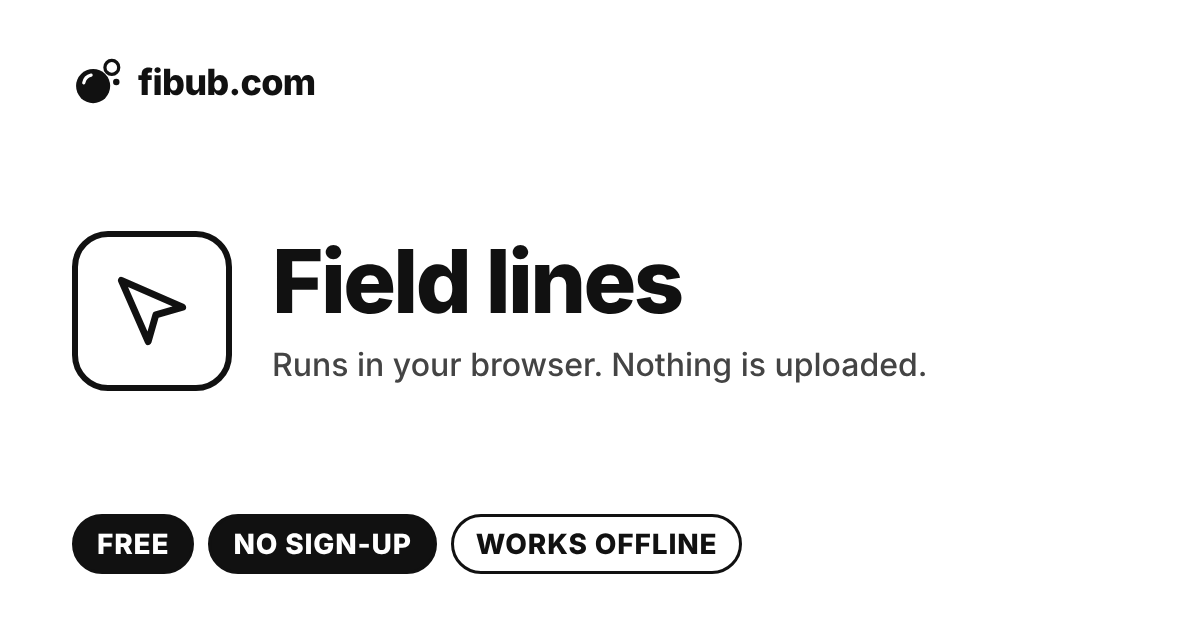 fibub.com
Field lines
Runs in your browser. Nothing is uploaded.
FREE
NO SIGN-UP
WORKS OFFLINE